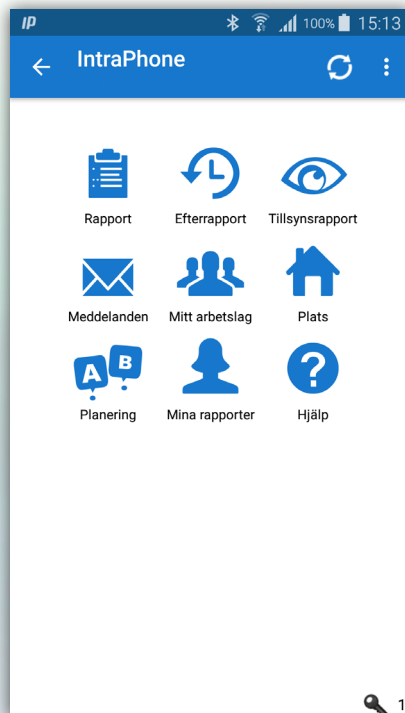 IP 100% 15:13
IntraPhone
Rapport Efterrapport Tillsynsrapport
Meddelanden Mitt arbetslag Plats
A B
Planering Mina rapporter Hjälp
1